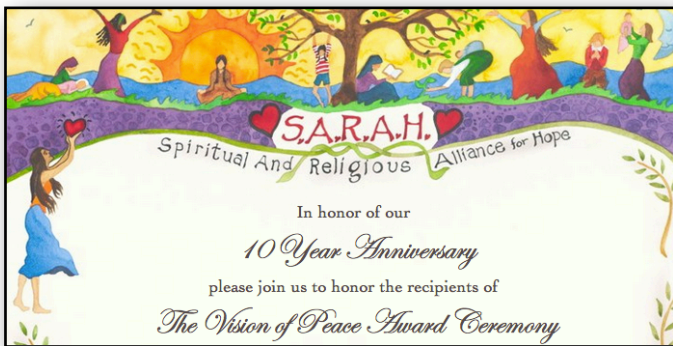 S.A.R.A.H.
Spiritual And Religious Alliance for Hope
In honor of our
10 Year Anniversary
please join us to honor the recipients of
The Vision of Peace Award Ceremony